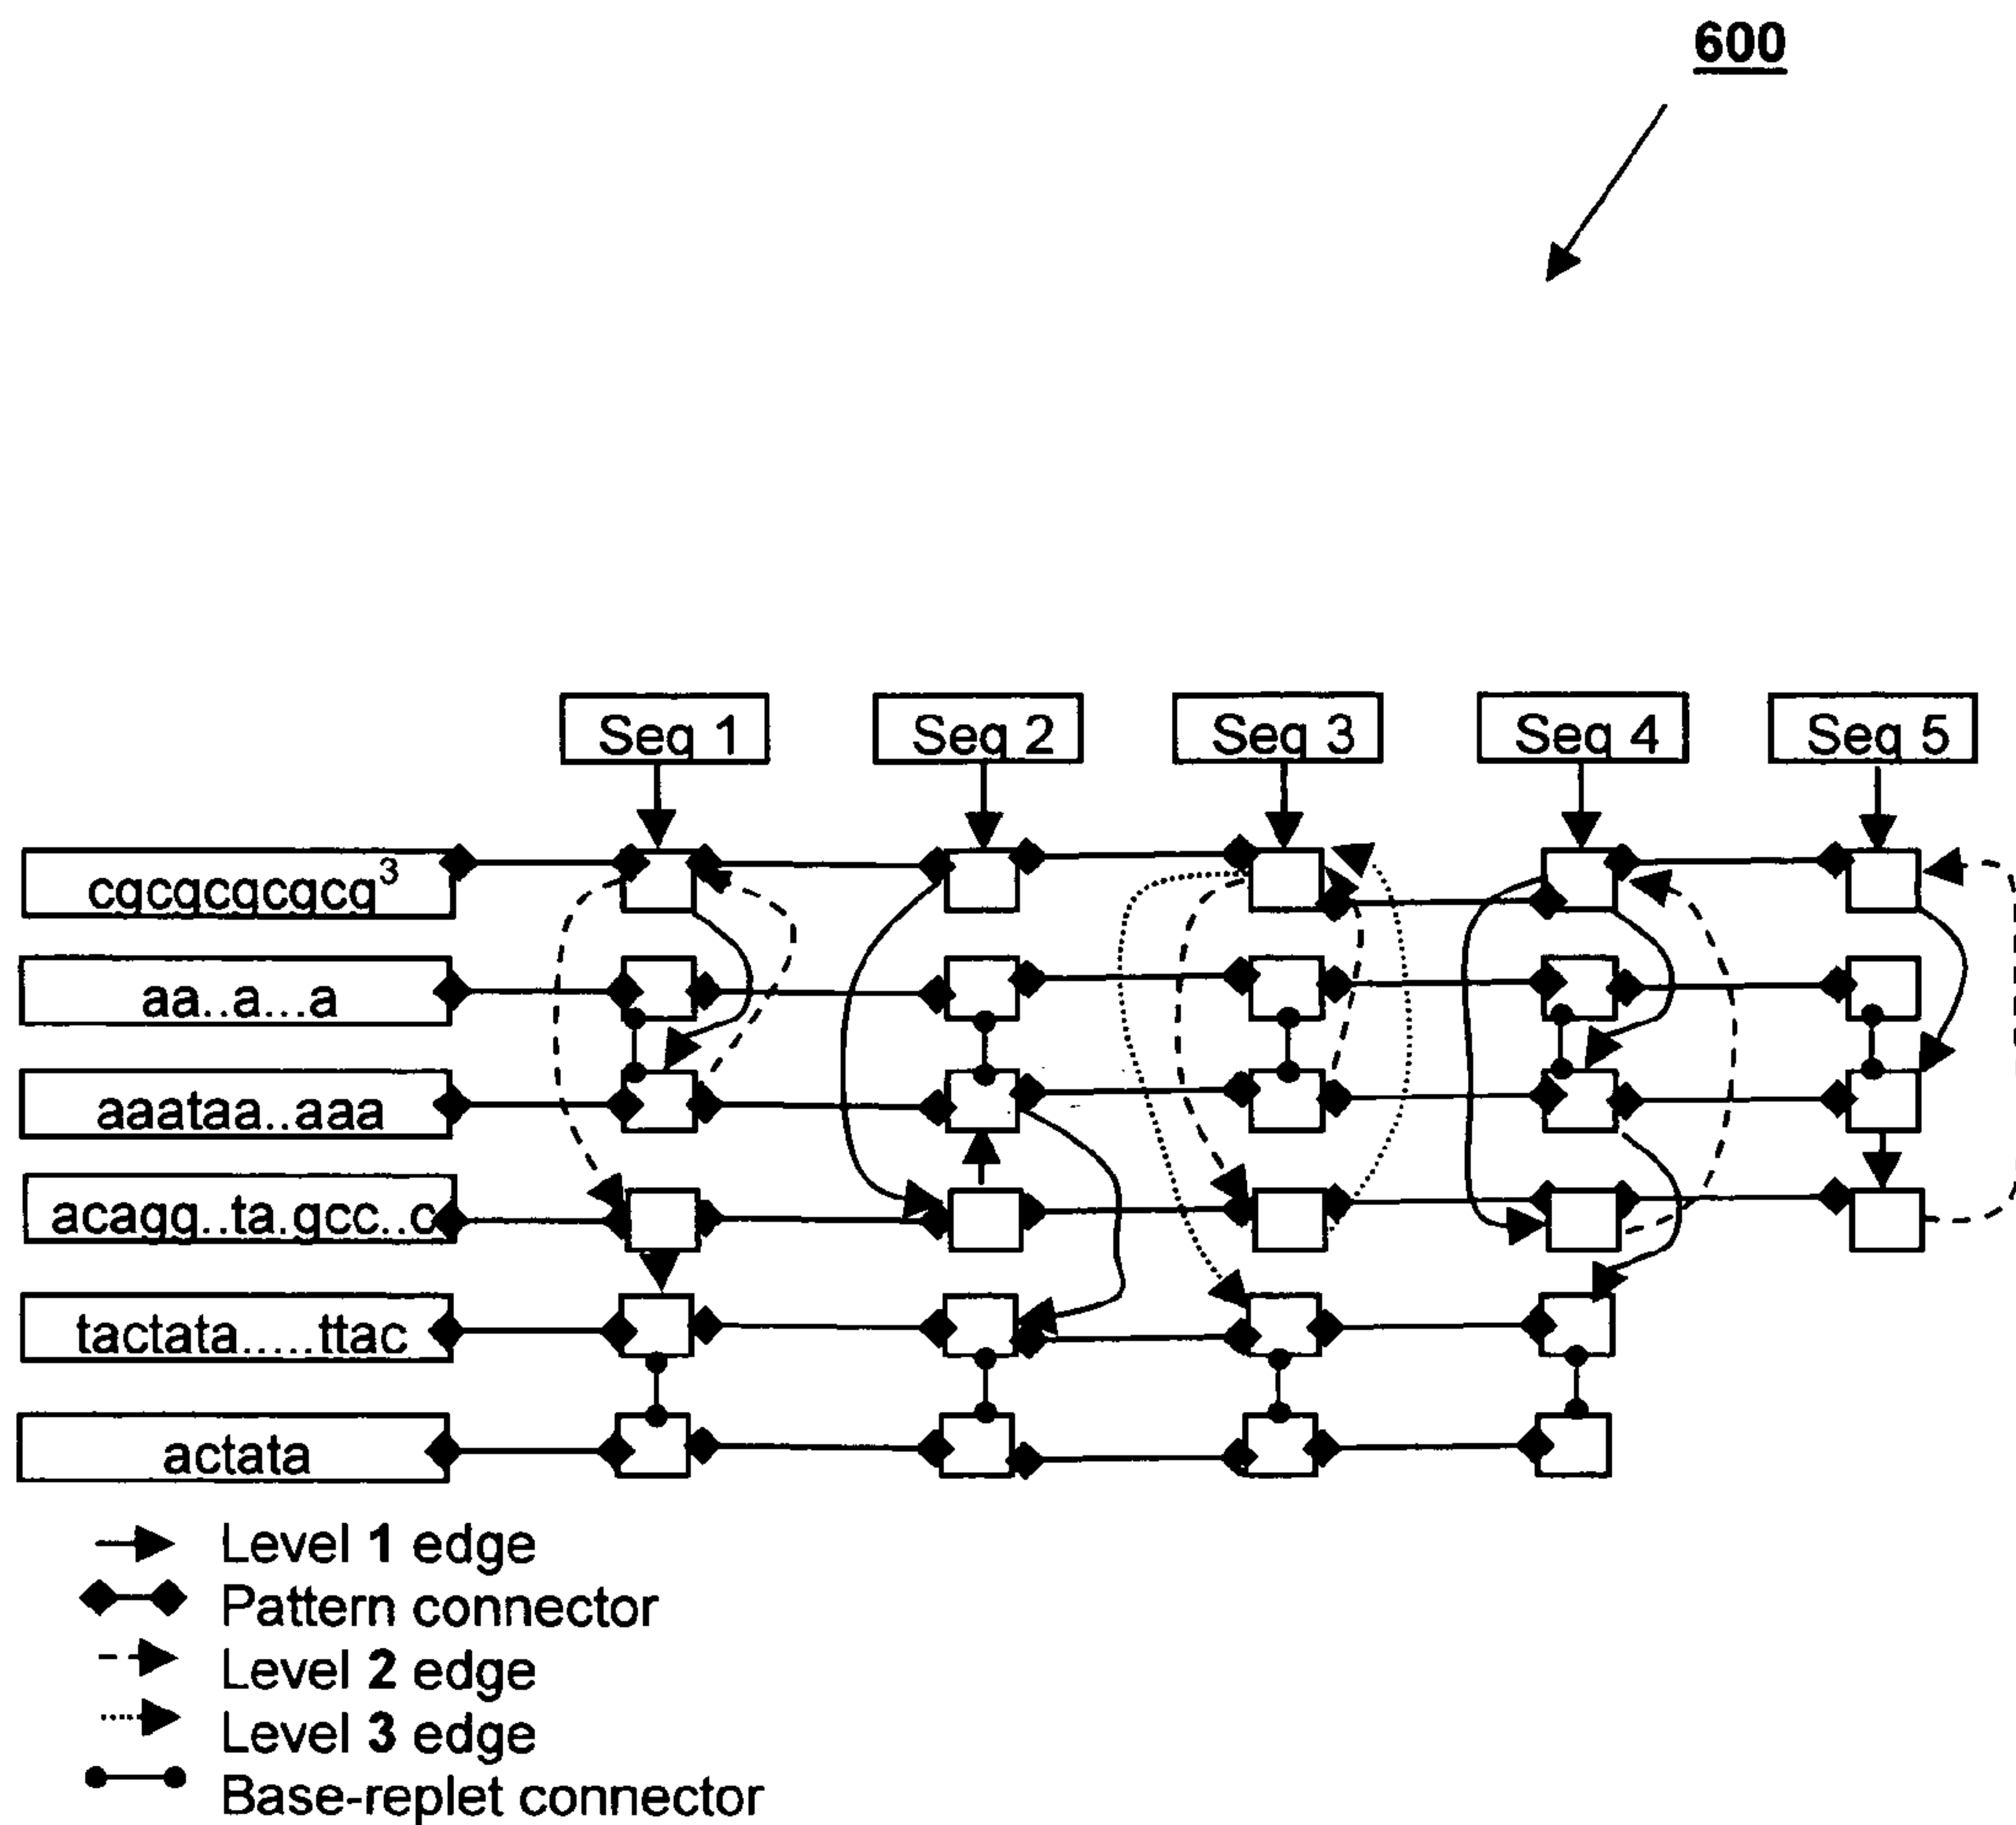 600
Seq 1 Seq 2 Seq 3 Seq 4 Seq 5
cgcgcgcgcg³
aa..a...a
aaataa..aaa
acagg..ta.gcc..c
tactata.....ttac
actata
Level 1 edge
Pattern connector
Level 2 edge
Level 3 edge
Base-replet connector